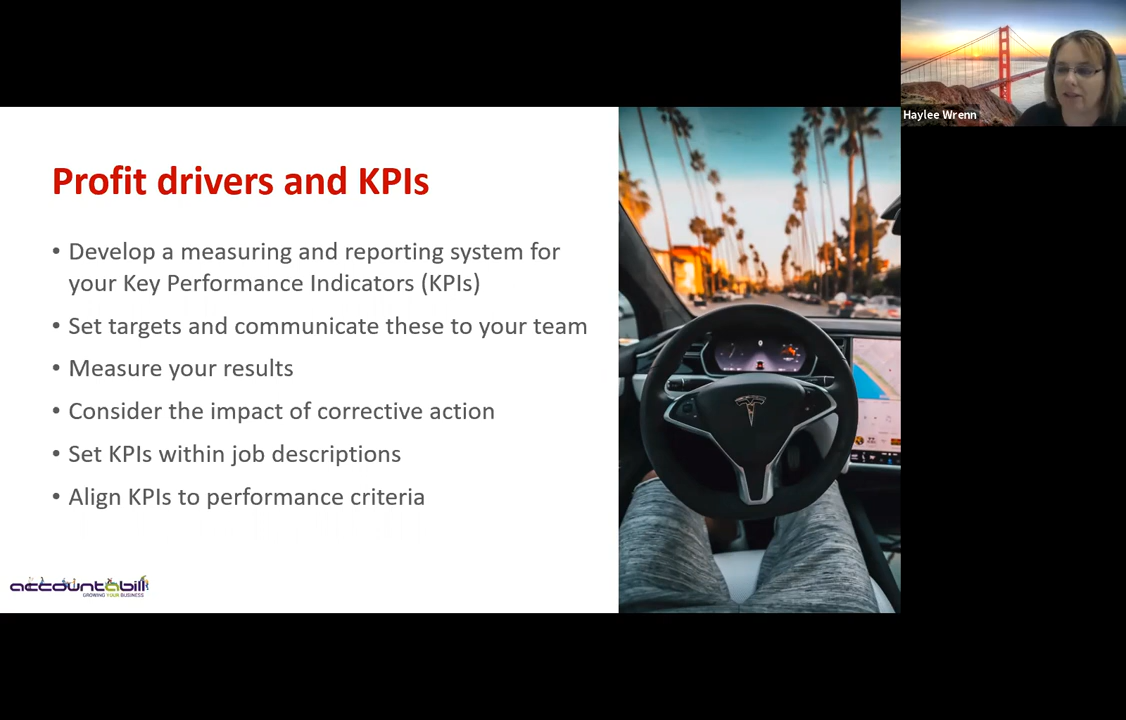 Haylee Wrenn
Profit drivers and KPIs
• Develop a measuring and reporting system for
your Key Performance Indicators (KPIs)
• Set targets and communicate these to your team
• Measure your results
• Consider the impact of corrective action
• Set KPIs within job descriptions
• Align KPIs to performance criteria
accountabill
GROWING YOUR BUSINESS